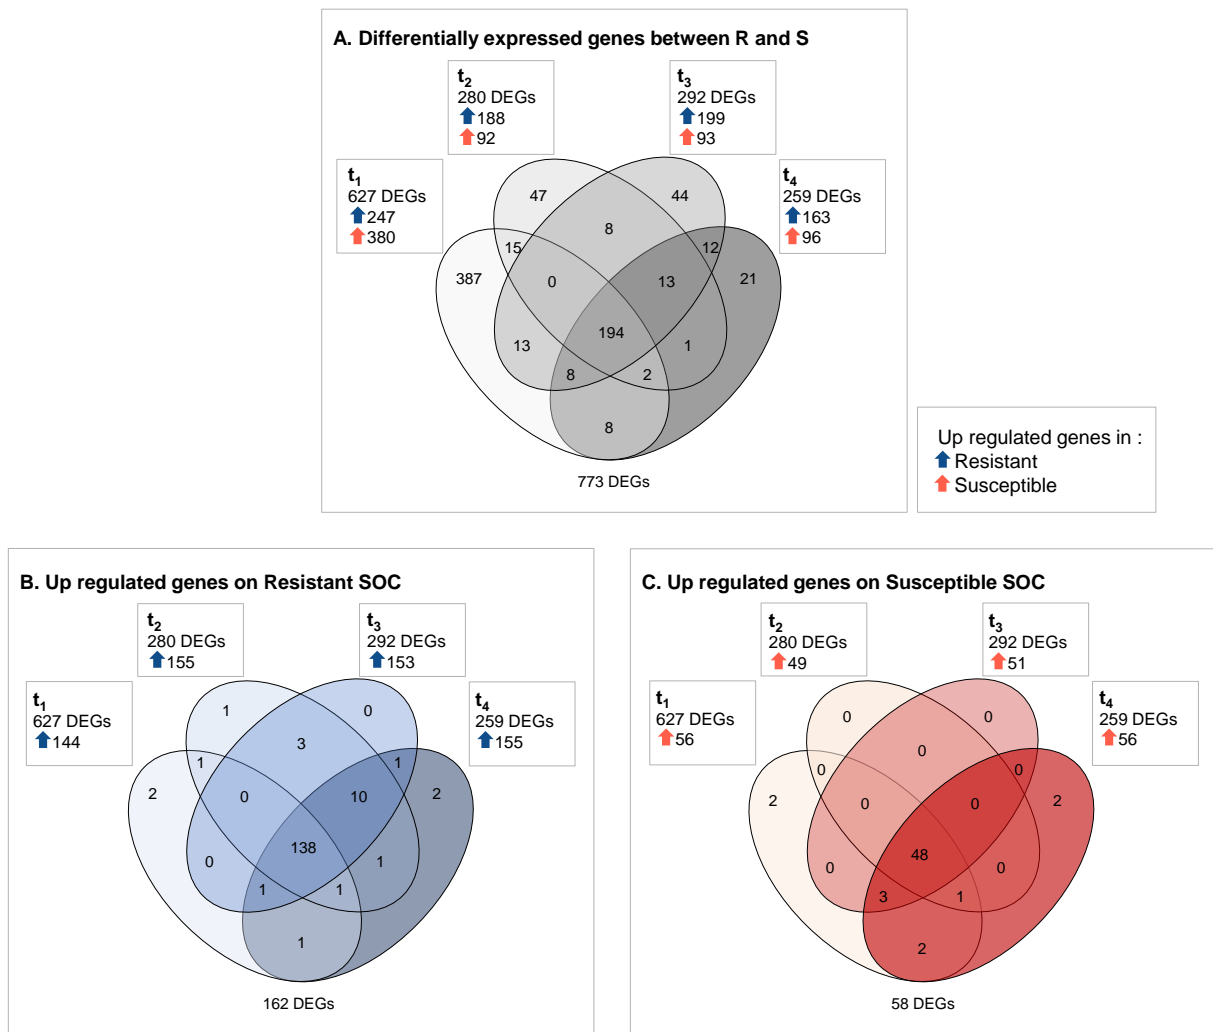 A. Differentially expressed genes between R and S
t2
280 DEGs
188
92
t3
292 DEGs
199
93
t1
627 DEGs
247
380
t4
259 DEGs
163
96
47
44
8
15
12
387
0
13
21
194
13
1
8
2
8
773 DEGs
Up regulated genes in :
Resistant
Susceptible
B. Up regulated genes on Resistant SOC
t2
280 DEGs
155
t3
292 DEGs
153
t1
627 DEGs
144
t4
259 DEGs
155
1
0
3
1
1
2
0
10
2
138
0
1
1
1
1
162 DEGs
C. Up regulated genes on Susceptible SOC
t2
280 DEGs
49
t3
292 DEGs
51
t1
627 DEGs
56
t4
259 DEGs
56
0
0
0
0
0
2
0
0
2
48
0
0
3
1
2
58 DEGs